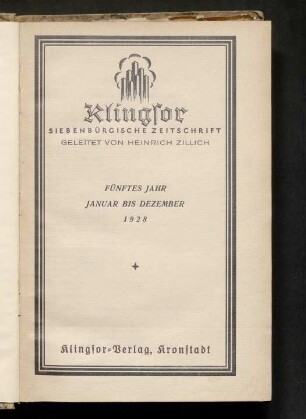 Klingsor
SIEBENBÜRGISCHE ZEITSCHRIFT
GELEITET VON HEINRICH ZILLICH
FÜNFTES JAHR
JANUAR BIS DEZEMBER
1928
Klingsor-Verlag, Kronstadt